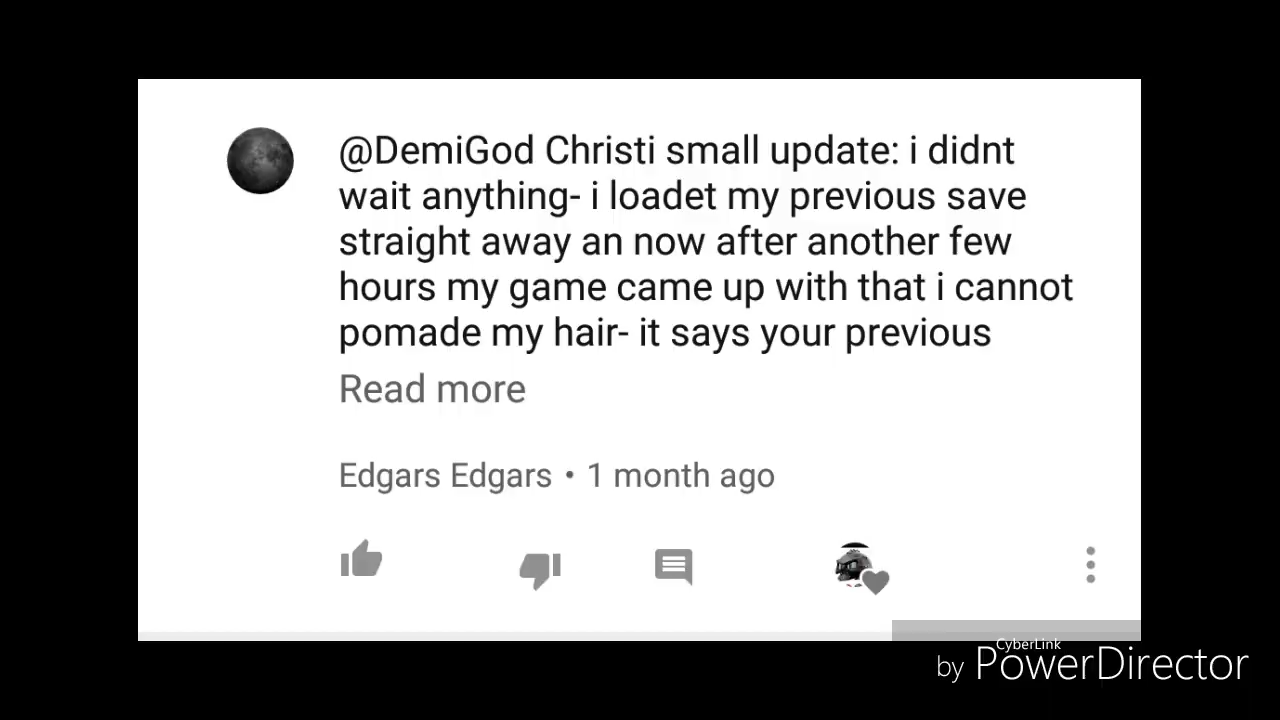 @DemiGod Christi small update: i didnt
wait anything- i loadet my previous save
straight away an now after another few
hours my game came up with that i cannot
pomade my hair- it says your previous
Read more
Edgars Edgars • 1 month ago
CyberLink
by PowerDirector